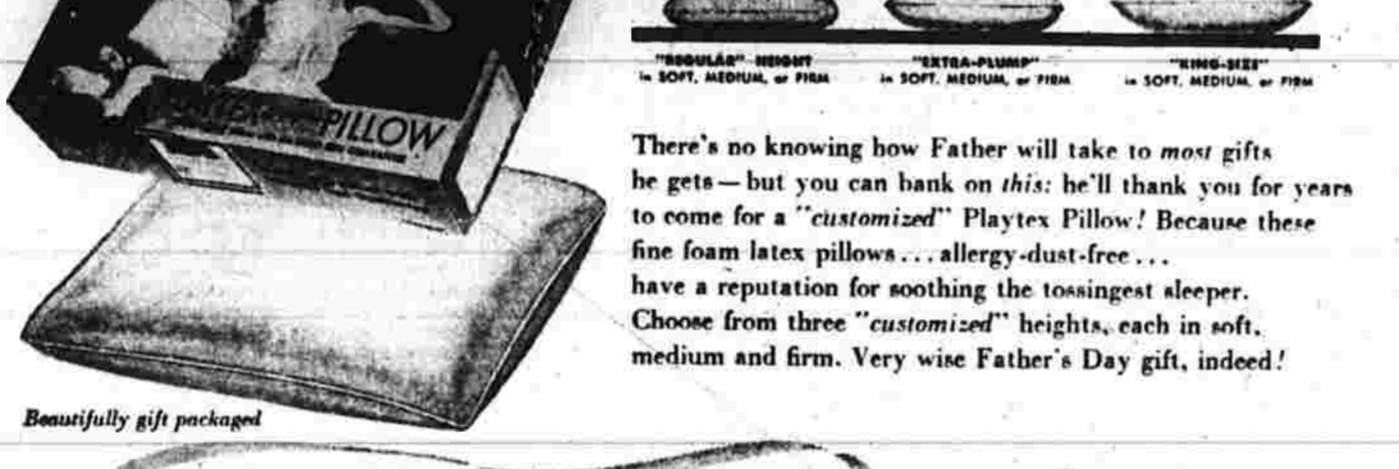 PILLOW
"REGULAR" HEIGHT
in SOFT, MEDIUM, or FIRM
"EXTRA-PLUMP"
in SOFT, MEDIUM, or FIRM
"KING-SIZE"
in SOFT, MEDIUM, or FIRM
There's no knowing how Father will take to most gifts
he gets—but you can bank on this: he'll thank you for years
to come for a "customized" Playtex Pillow! Because these
fine foam latex pillows...allergy-dust-free...
have a reputation for soothing the tossingest sleeper.
Choose from three "customized" heights, each in soft,
medium and firm. Very wise Father's Day gift, indeed!
Beautifully gift packaged